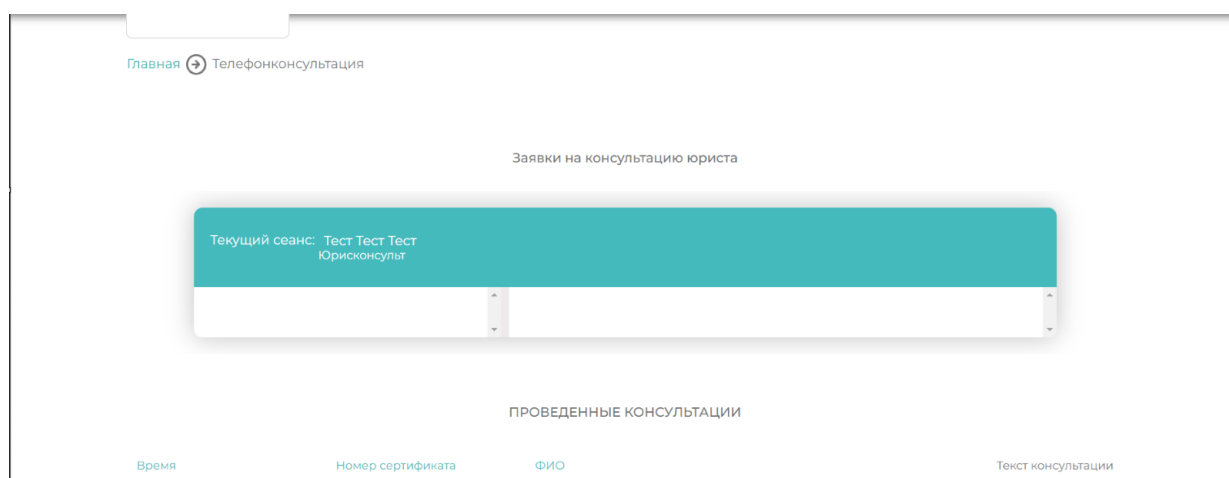 Главная Телефонконсультация
Заявки на консультацию юриста
Текущий сеанс: Тест Тест Тест
Юрисконсульт
ПРОВЕДЕННЫЕ КОНСУЛЬТАЦИИ
Время Номер сертификата ФИО Текст консультации